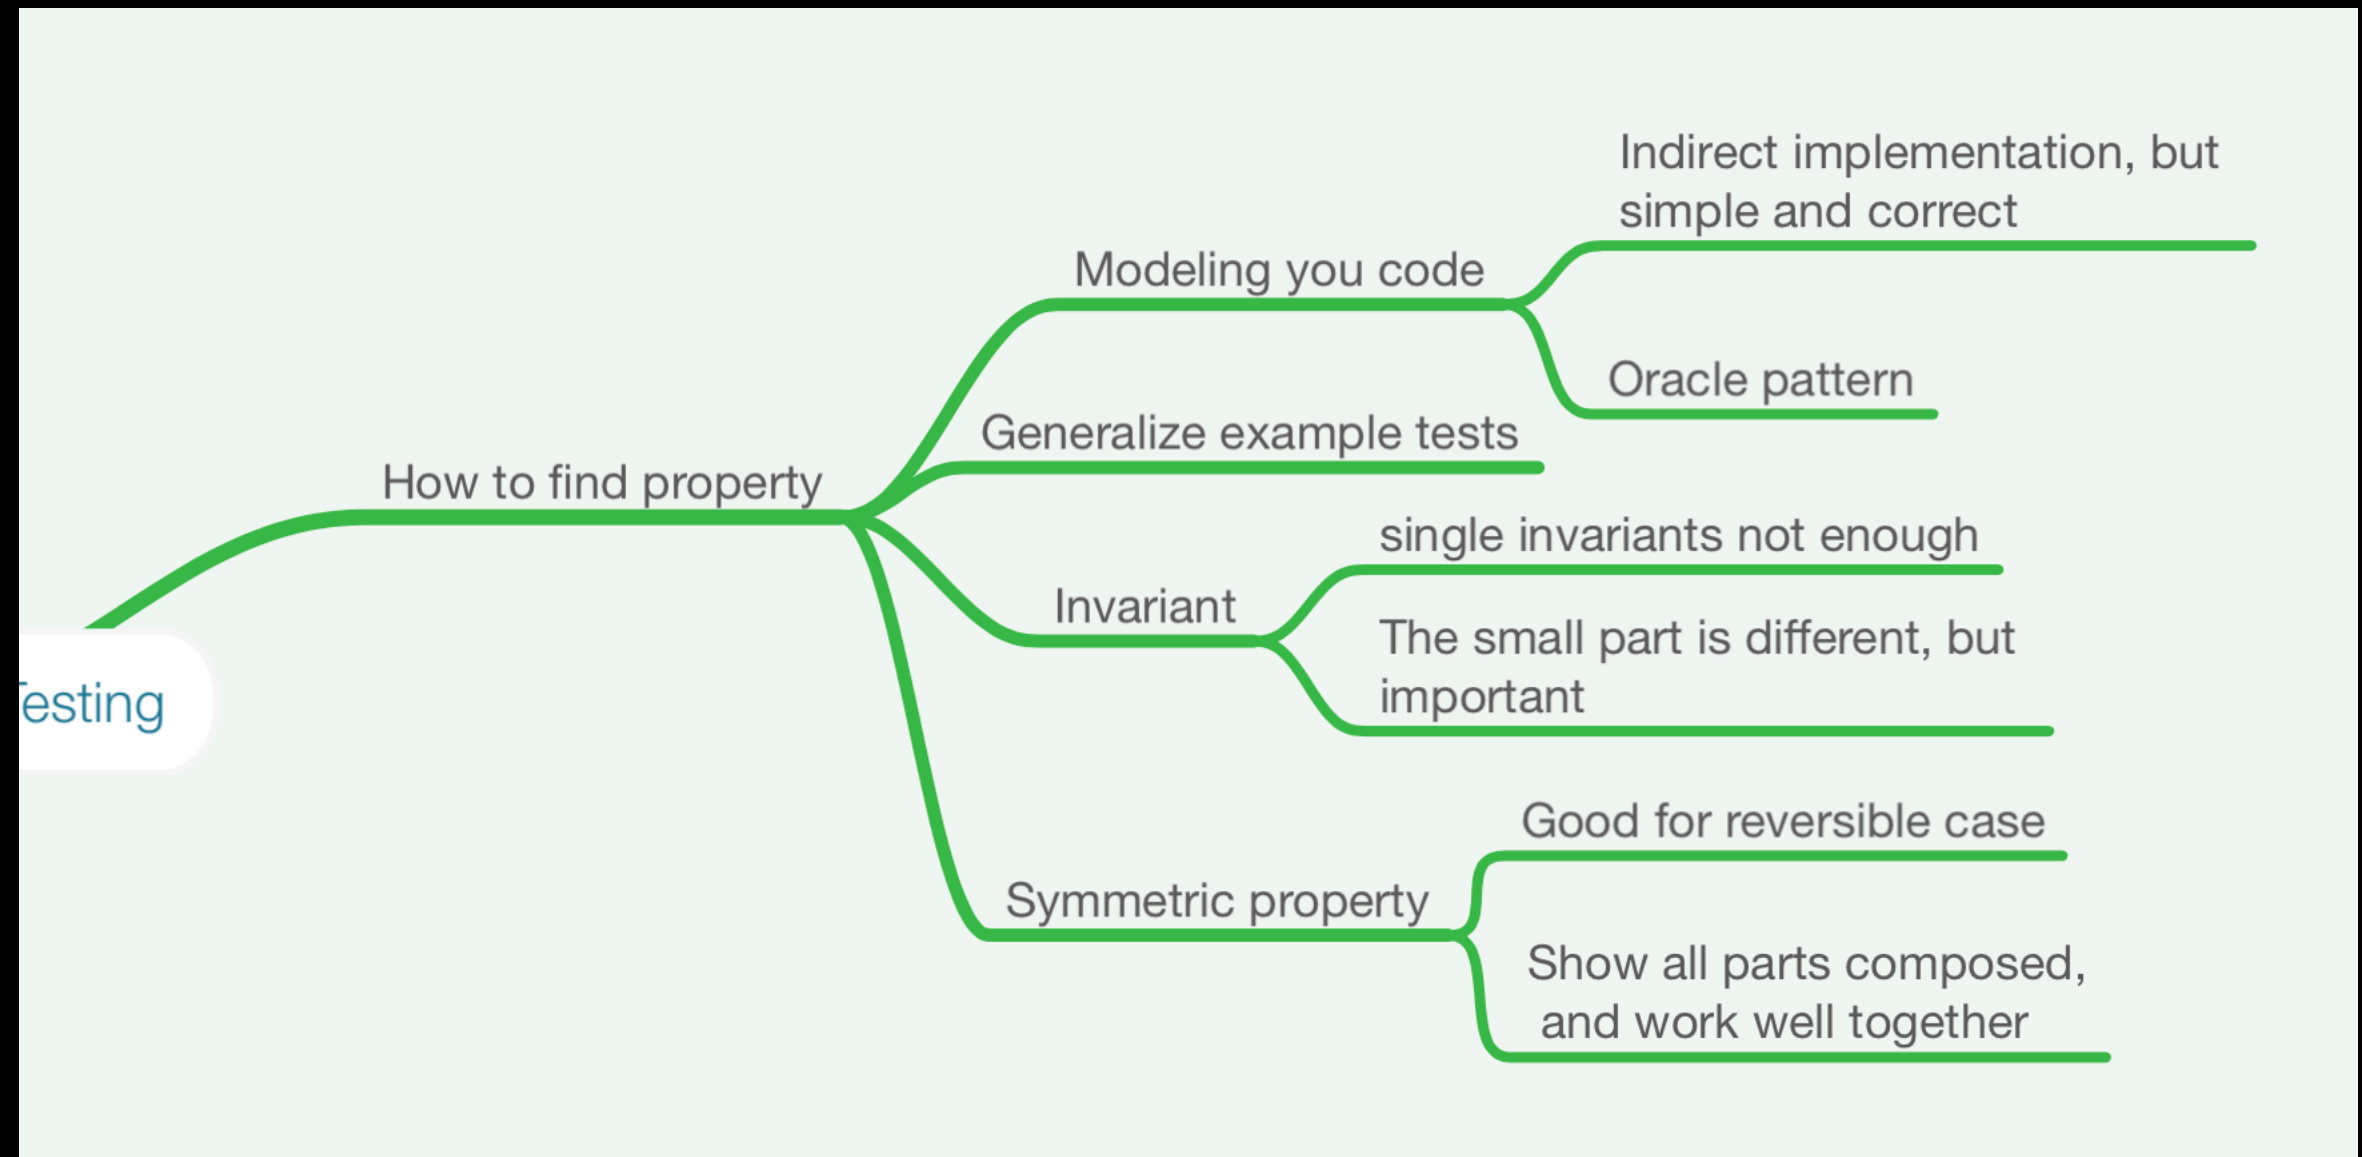 Indirect implementation, but
simple and correct
Modeling you code
Oracle pattern
Generalize example tests
How to find property
single invariants not enough
Invariant
The small part is different, but
important
esting
Good for reversible case
Symmetric property
Show all parts composed,
and work well together